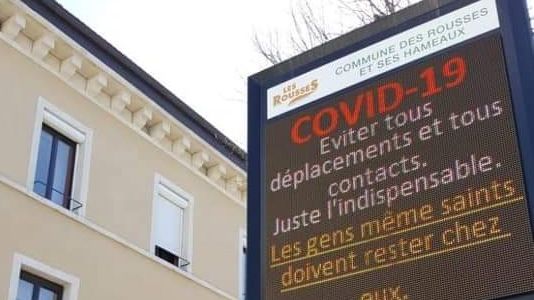 LES
ROUSSES
COMMUNE DES ROUSSES
ET SES HAMEAUX
COVID-19
Eviter tous
déplacements et tous
contacts.
Juste l'indispensable.
Les gens même saints
doivent rester chez
eux.